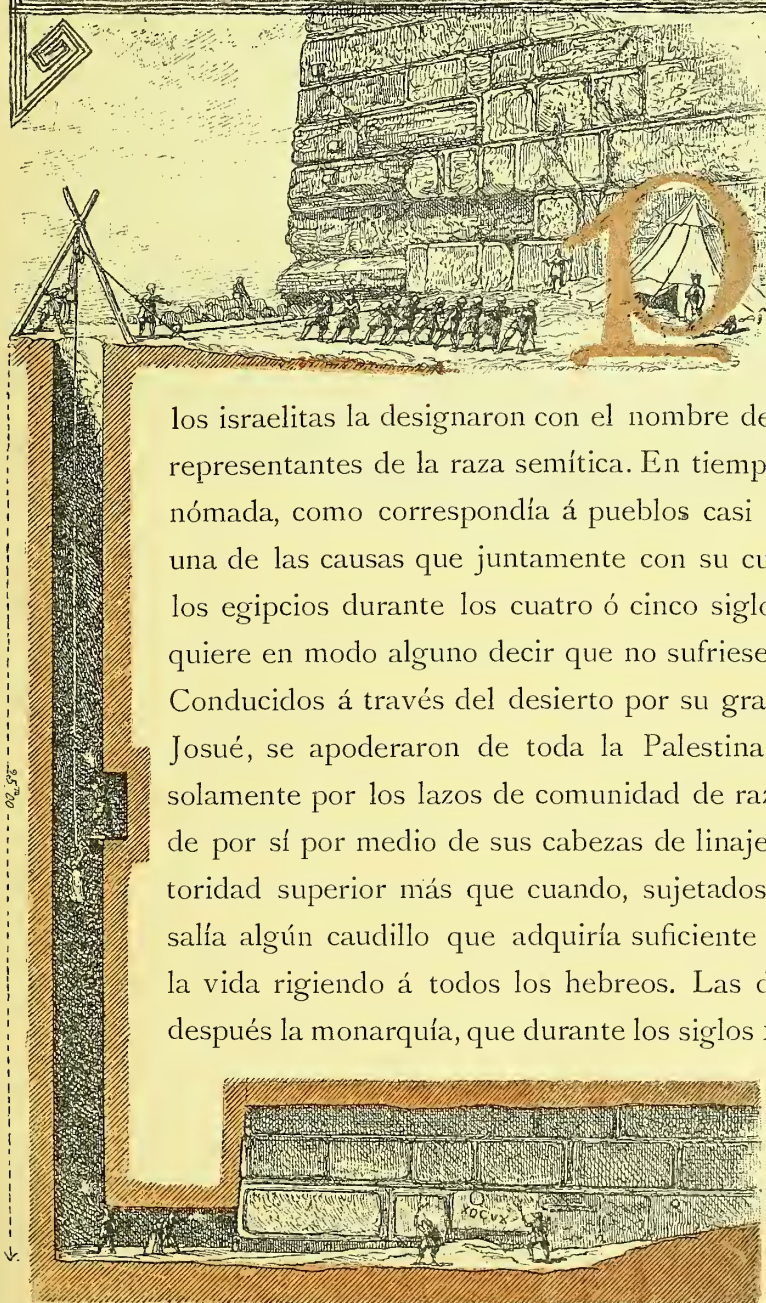 P
los israelitas la designaron con el nombre de
representantes de la raza semítica. En tiemp
nómada, como correspondía á pueblos casi
una de las causas que juntamente con su cu
los egipcios durante los cuatro ó cinco siglo
quiere en modo alguno decir que no sufriese
Conducidos á través del desierto por su gra
Josué, se apoderaron de toda la Palestina
solamente por los lazos de comunidad de raz
de por sí por medio de sus cabezas de linaje
toridad superior más que cuando, sujetados
salía algún caudillo que adquiría suficiente
la vida rigiendo á todos los hebreos. Las d
después la monarquía, que durante los siglos